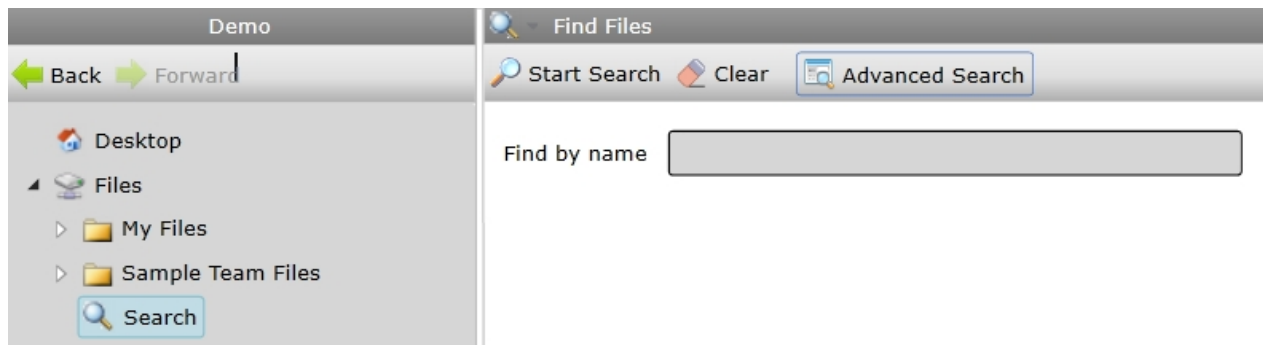 Demo
Back Forward
Desktop
Files
My Files
Sample Team Files
Search
Find Files
Start Search Clear Advanced Search
Find by name